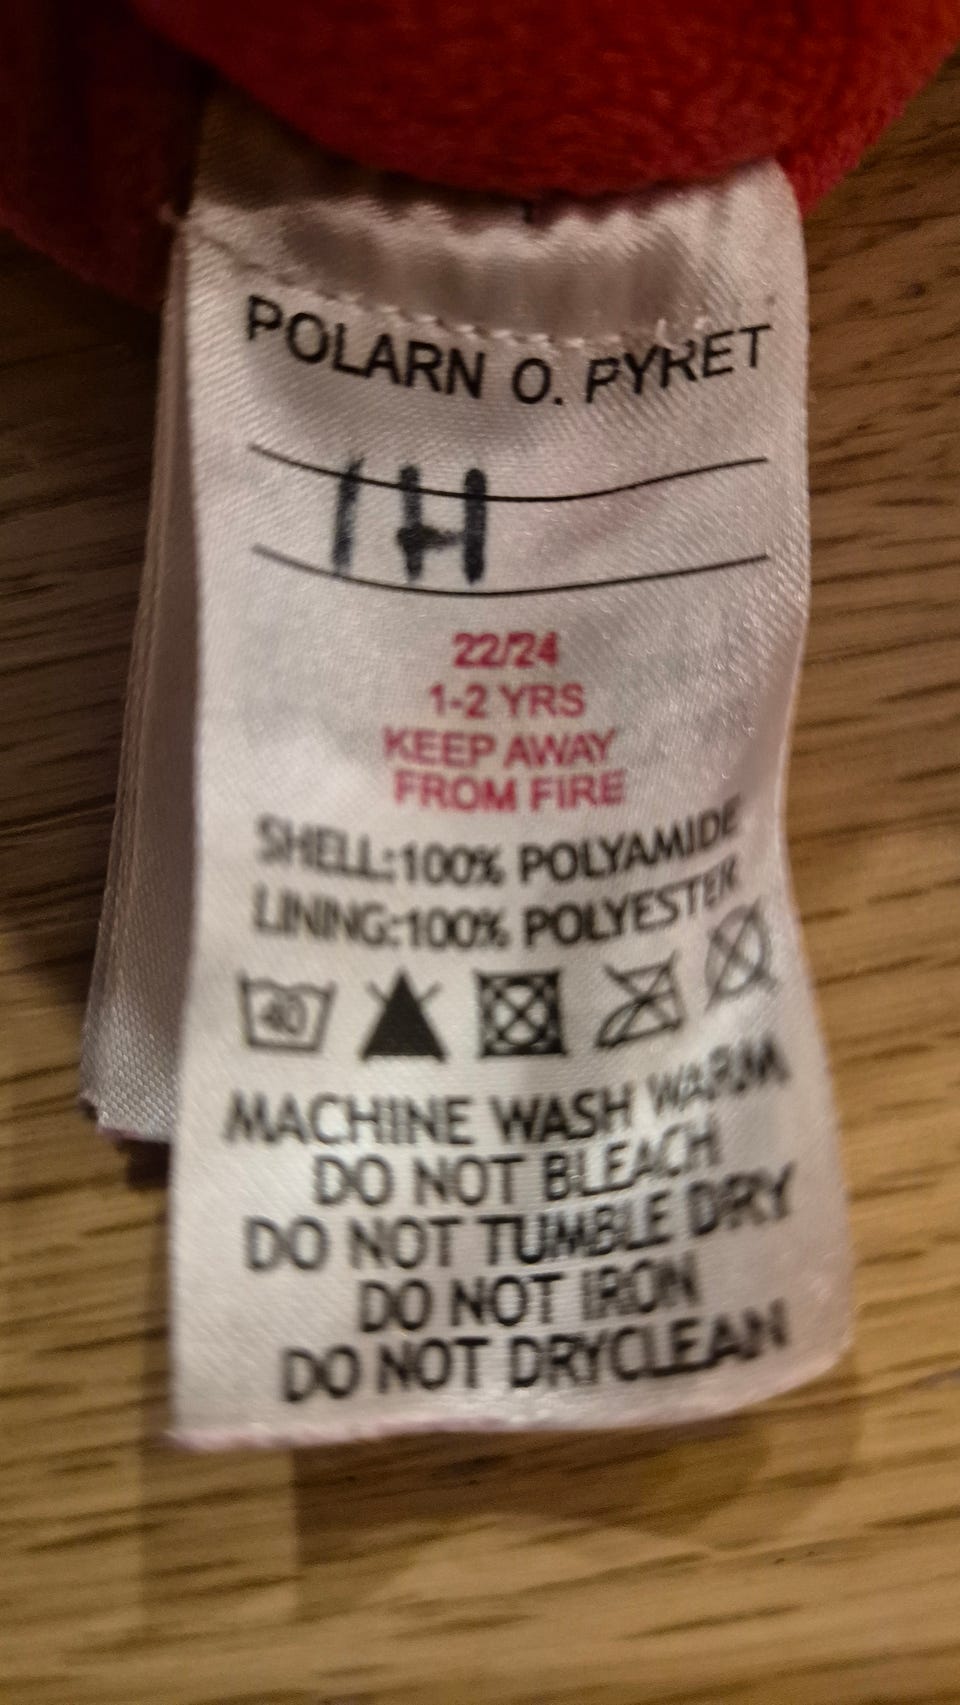 POLARN O. PYRET
IH
22/24
1-2 YRS
KEEP AWAY
FROM FIRE
SHELL:100% POLYAMIDE
LINING:100% POLYESTER
40
MACHINE WASH WARM
DO NOT BLEACH
DO NOT TUMBLE DRY
DO NOT IRON
DO NOT DRYCLEAN